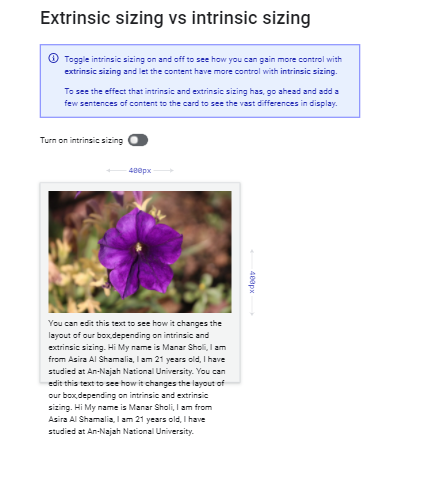 Extrinsic sizing vs intrinsic sizing
Toggle intrinsic sizing on and off to see how you can gain more control with
extrinsic sizing and let the content have more control with intrinsic sizing.
To see the effect that intrinsic and extrinsic sizing has, go ahead and add a
few sentences of content to the card to see the vast differences in display.
Turn on intrinsic sizing
400px
400px
You can edit this text to see how it changes the
layout of our box,depending on intrinsic and
extrinsic sizing. Hi My name is Manar Sholi, I am
from Asira Al Shamalia, I am 21 years old, I have
studied at An-Najah National University. You can
edit this text to see how it changes the layout of
our box,depending on intrinsic and extrinsic
sizing. Hi My name is Manar Sholi, I am from
Asira Al Shamalia, I am 21 years old, I have
studied at An-Najah National University.